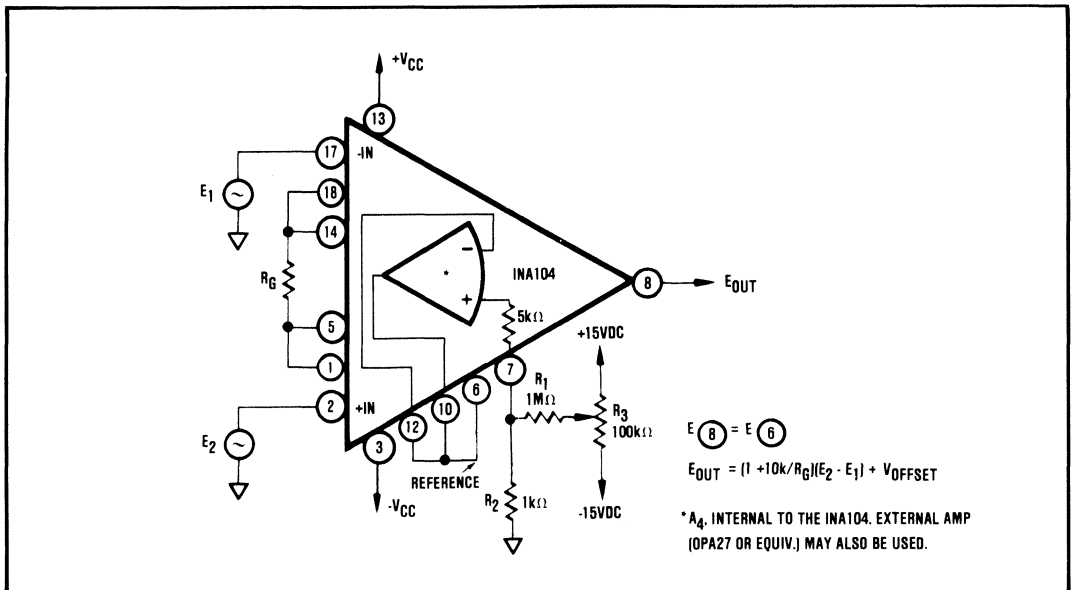 +VCC
13
17
-IN
18
E1
14
RG
INA104
*
−
+
8
EOUT
5kΩ
+15VDC
5
1
7
R1
1MΩ
6
R3
100kΩ
2
+IN
10
12
E2
3
REFERENCE
-VCC
R2
1kΩ
-15VDC
E 8 = E 6
EOUT = (1 +10k/RG)(E2 - E1) + VOFFSET
*A4, INTERNAL TO THE INA104. EXTERNAL AMP
(OPA27 OR EQUIV.) MAY ALSO BE USED.